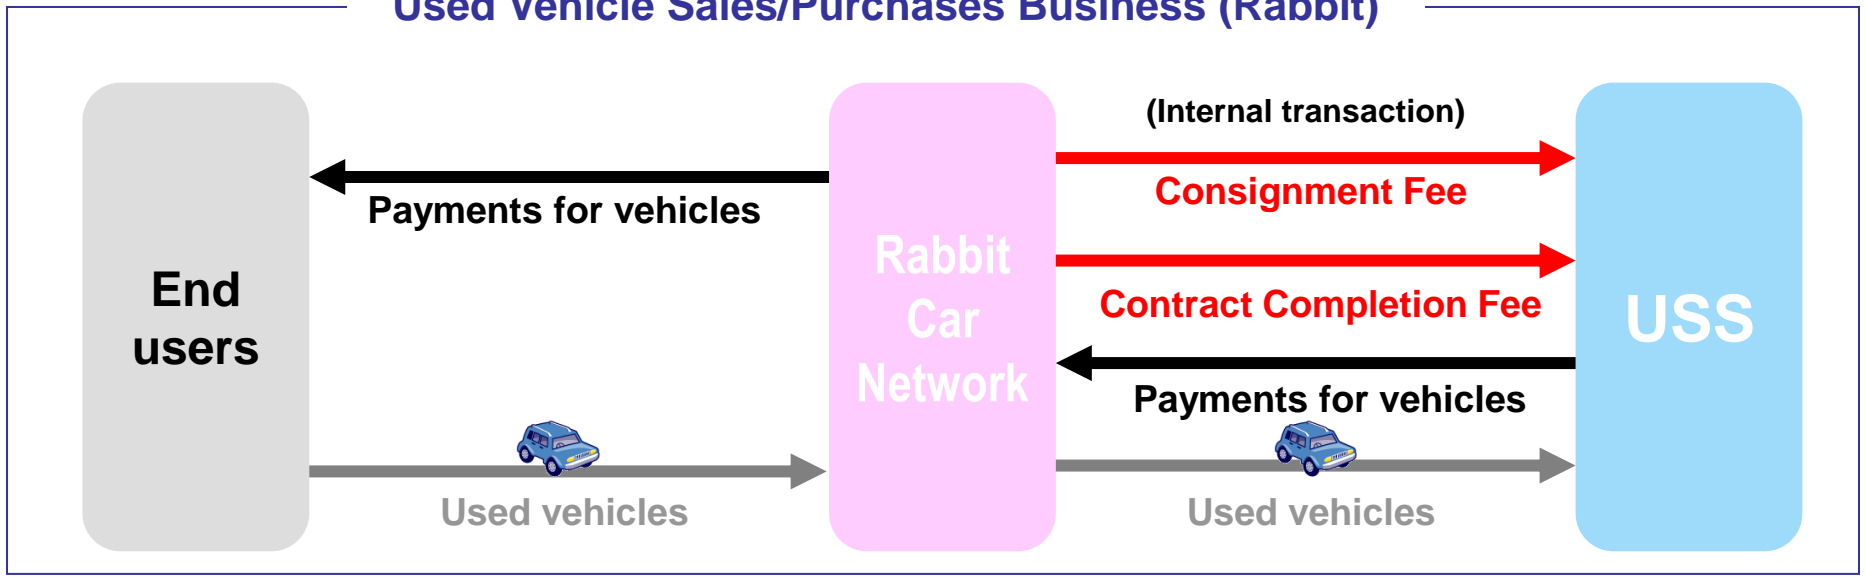 Used Vehicle Sales/Purchases Business (Rabbit)
(Internal transaction)
Consignment Fee
Payments for vehicles
Rabbit
Car
Network
End
users
Contract Completion Fee
USS
Payments for vehicles
Used vehicles
Used vehicles